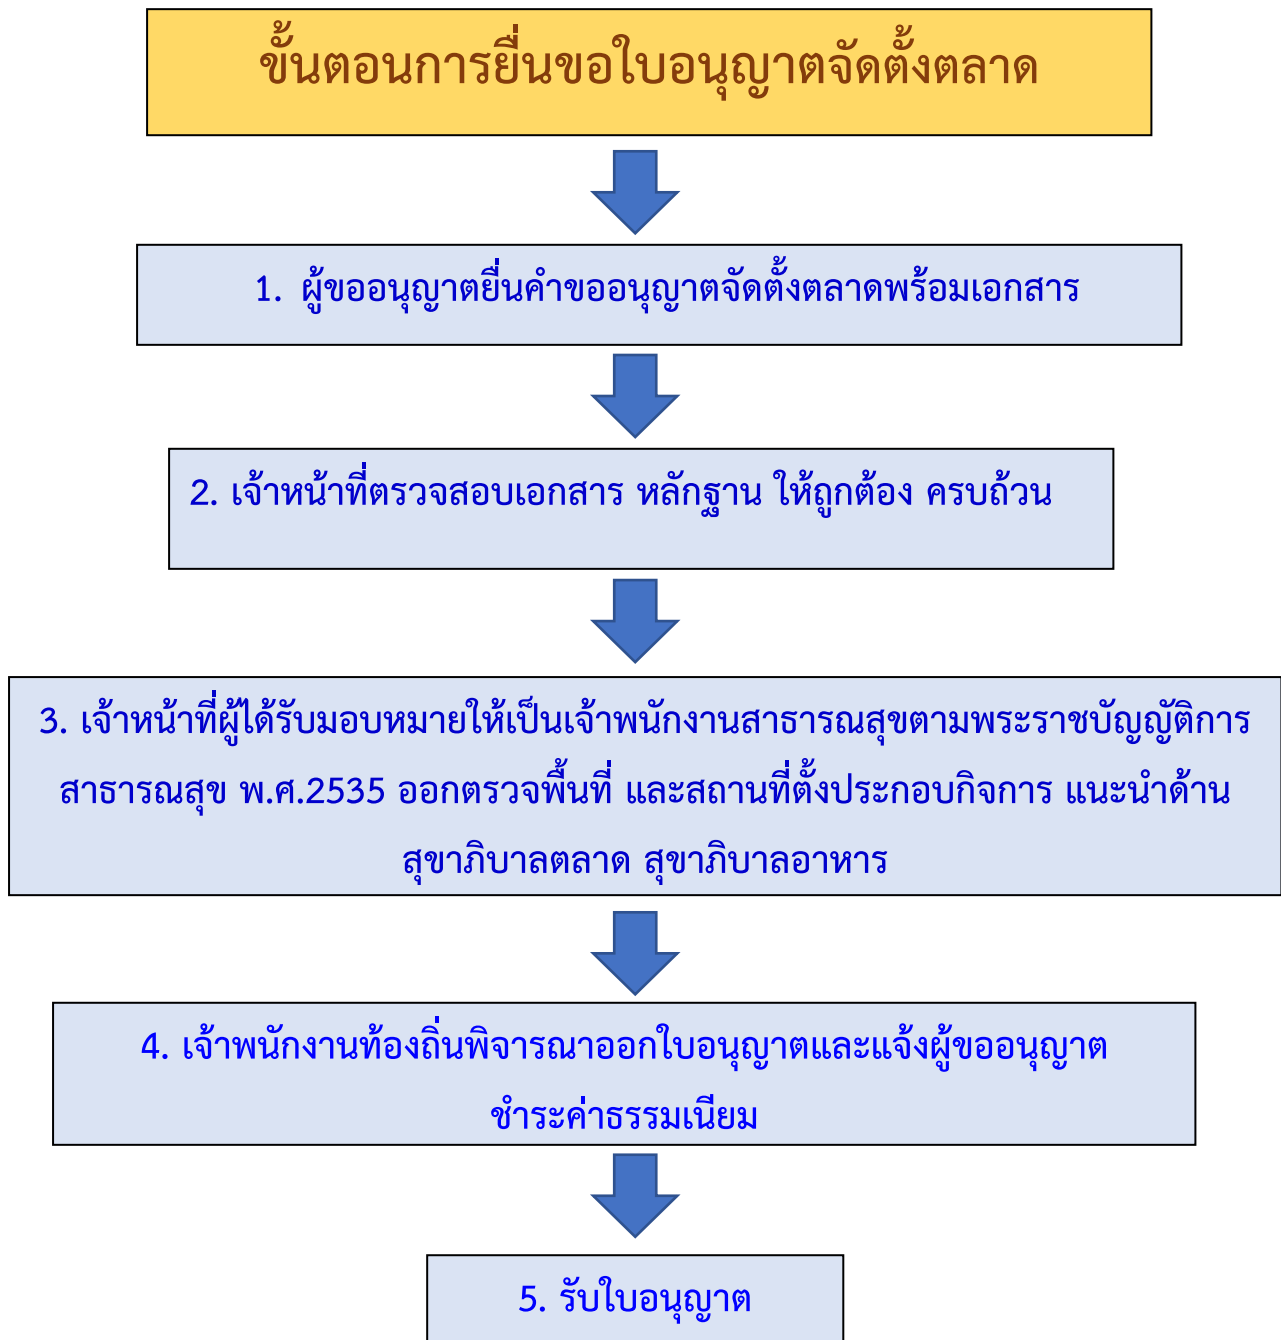 ขั้นตอนการยื่นขอใบอนุญาตจัดตั้งตลาด
1. ผู้ขออนุญาตยื่นคำขออนุญาตจัดตั้งตลาดพร้อมเอกสาร
2. เจ้าหน้าที่ตรวจสอบเอกสาร หลักฐาน ให้ถูกต้อง ครบถ้วน
3. เจ้าหน้าที่ผู้ได้รับมอบหมายให้เป็นเจ้าพนักงานสาธารณสุขตามพระราชบัญญัติการ
สาธารณสุข พ.ศ.2535 ออกตรวจพื้นที่ และสถานที่ตั้งประกอบกิจการ แนะนำด้าน
สุขาภิบาลตลาด สุขาภิบาลอาหาร
4. เจ้าพนักงานท้องถิ่นพิจารณาออกใบอนุญาตและแจ้งผู้ขออนุญาต
ชำระค่าธรรมเนียม
5. รับใบอนุญาต